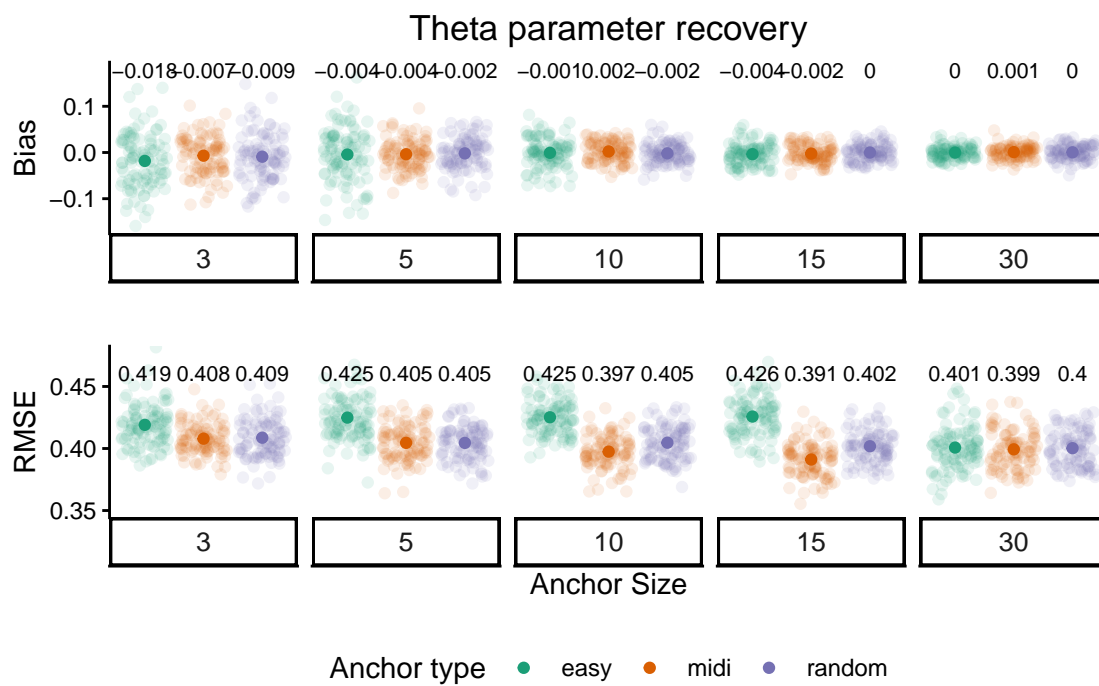 Theta parameter recovery
−0.018 −0.007 −0.009 −0.004 −0.004 −0.002 −0.001 0.002 −0.002 −0.004 −0.002 0 0 0.001 0
Bias
0.1
0.0
−0.1
3 5 10 15 30
RMSE
0.419 0.408 0.409 0.425 0.405 0.405 0.425 0.397 0.405 0.426 0.391 0.402 0.401 0.399 0.4
0.45
0.40
0.35
3 5 10 15 30
Anchor Size
Anchor type easy midi random